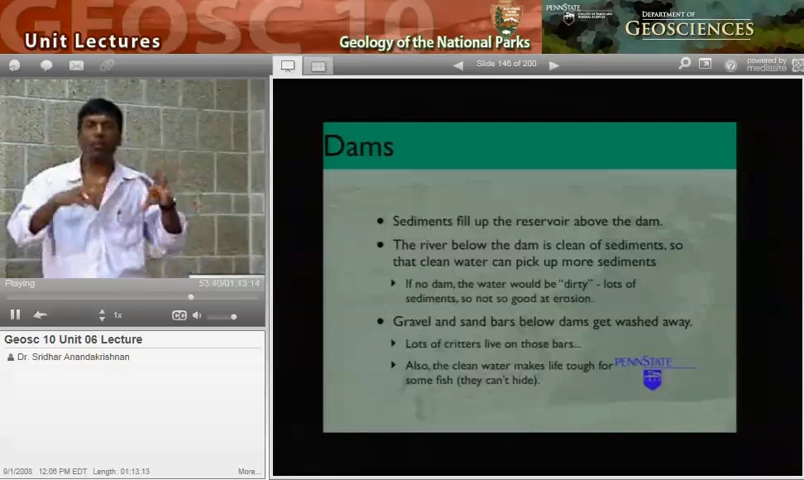 GEOSC 10
Unit Lectures
Geology of the National Parks
PENNSTATE
DEPARTMENT OF
GEOSCIENCES
Slide 146 of 200
powered by
mediasite
Dams
Sediments fill up the reservoir above the dam.
The river below the dam is clean of sediments, so
that clean water can pick up more sediments
If no dam, the water would be “dirty” - lots of
sediments, so not so good at erosion.
Gravel and sand bars below dams get washed away.
Lots of critters live on those bars...
Also, the clean water makes life tough for
some fish (they can't hide).
PENNSTATE
Playing
53:40/01:13:14
1x
CC
Geosc 10 Unit 06 Lecture
Dr. Sridhar Anandakrishnan
9/1/2008 12:06 PM EDT Length: 01:13:13
More...